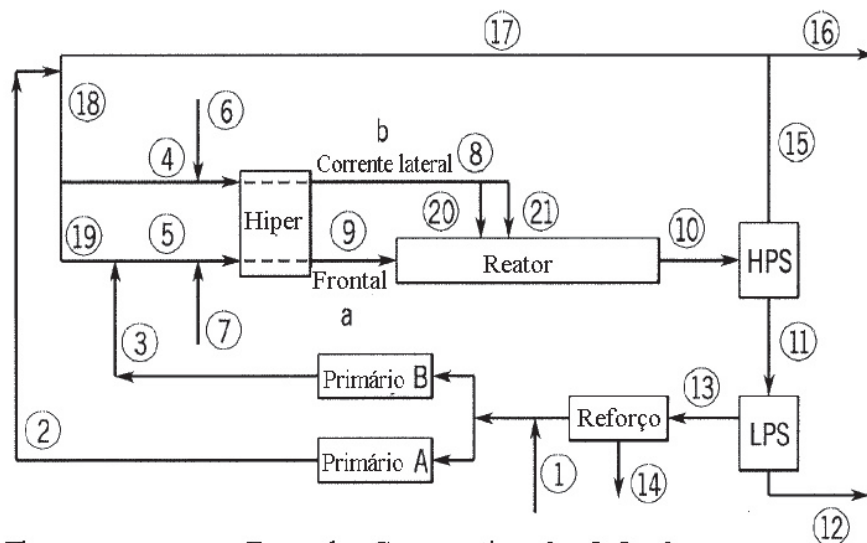 17
16
18
6
b
4
Corrente lateral
8
15
Hiper
20
21
19
5
9
10
Reator
HPS
Frontal
a
3
7
11
Primário B
13
Reforço
LPS
2
Primário A
1
14
12